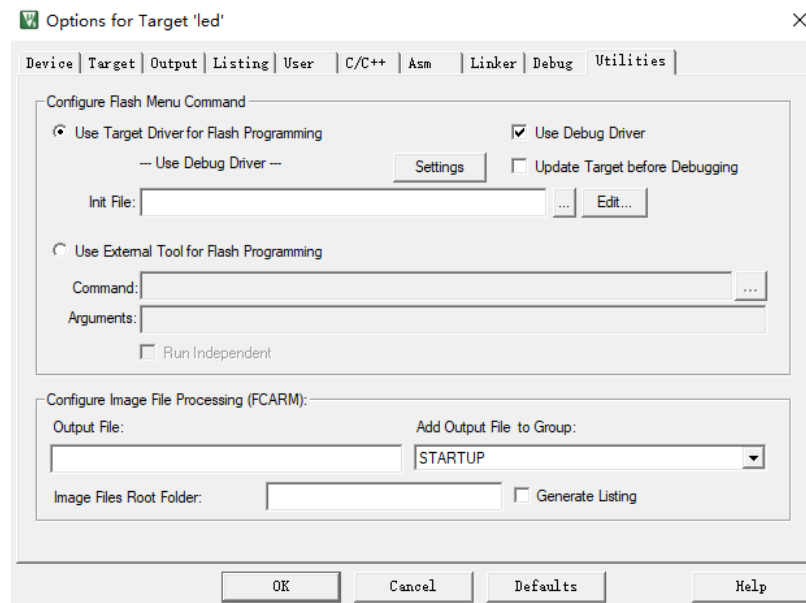 Options for Target 'led'
Device Target Output Listing User C/C++ Asm Linker Debug Utilities
Configure Flash Menu Command
Use Target Driver for Flash Programming Use Debug Driver
--- Use Debug Driver --- Settings Update Target before Debugging
Init File: ... Edit...
Use External Tool for Flash Programming
Command: ...
Arguments:
Run Independent
Configure Image File Processing (FCARM):
Output File: Add Output File to Group:
STARTUP
Image Files Root Folder: Generate Listing
OK Cancel Defaults Help